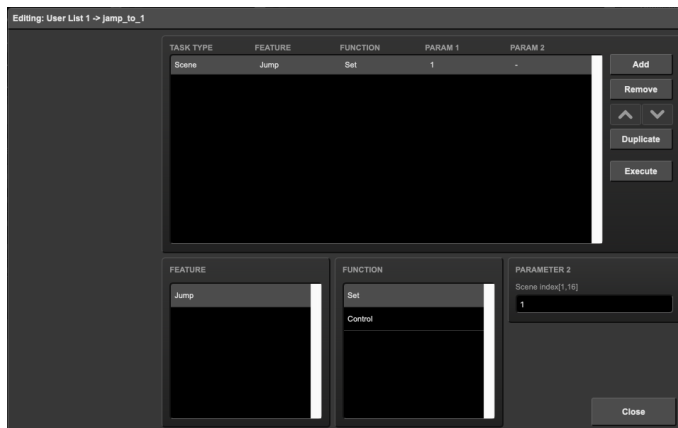 Editing: User List 1 -> jamp_to_1
TASK TYPE FEATURE FUNCTION PARAM 1 PARAM 2
Scene Jump Set 1 -
Add
Remove
Duplicate
Execute
FEATURE
Jump
FUNCTION
Set
Control
PARAMETER 2
Scene index[1,16]
1
Close